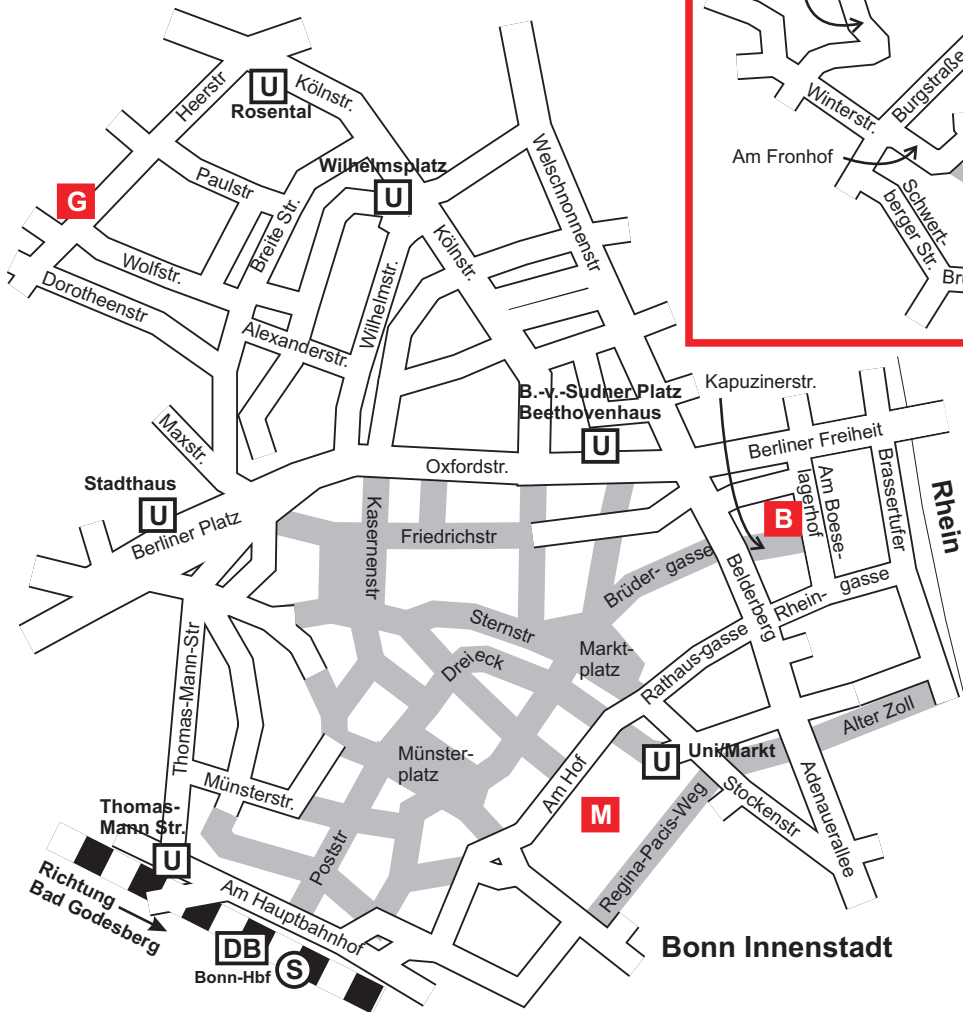 Heerstr
U
Rosental
Kölnstr.
Winterstr.
Burgstraße
Am Fronhof
Schwert-
berger Str.
Wilhelmsplatz
U
Paulstr
G
Breite Str.
Welschnonnenstr
Kölnstr.
Wolfstr.
Dorotheenstr
Wilhelmstr.
Alexanderstr.
B.-v.-Sudner Platz
Beethovenhaus
U
Kapuzinerstr.
Maxstr.
Berliner Freiheit
Oxfordstr.
Stadthaus
U
Berliner Platz
Kasernenstr
Friedrichstr
B
Am Boese-
lagerhof
Brassertufer
Rhein
Brüder- gasse
Belderberg
Rhein- gasse
Sternstr
Markt-
platz
Dreieck
Rathaus-gasse
Thomas-Mann-Str
Münster-
platz
Alter Zoll
Uni/Markt
U
Am Hof
Münsterstr.
Adenauerallee
Stockenstr
Thomas-
Mann Str.
U
M
Regina-Pacis-Weg
Poststr
Richtung
Bad Godesberg
Am Hauptbahnhof
DB
Bonn-Hbf
S
Bonn Innenstadt